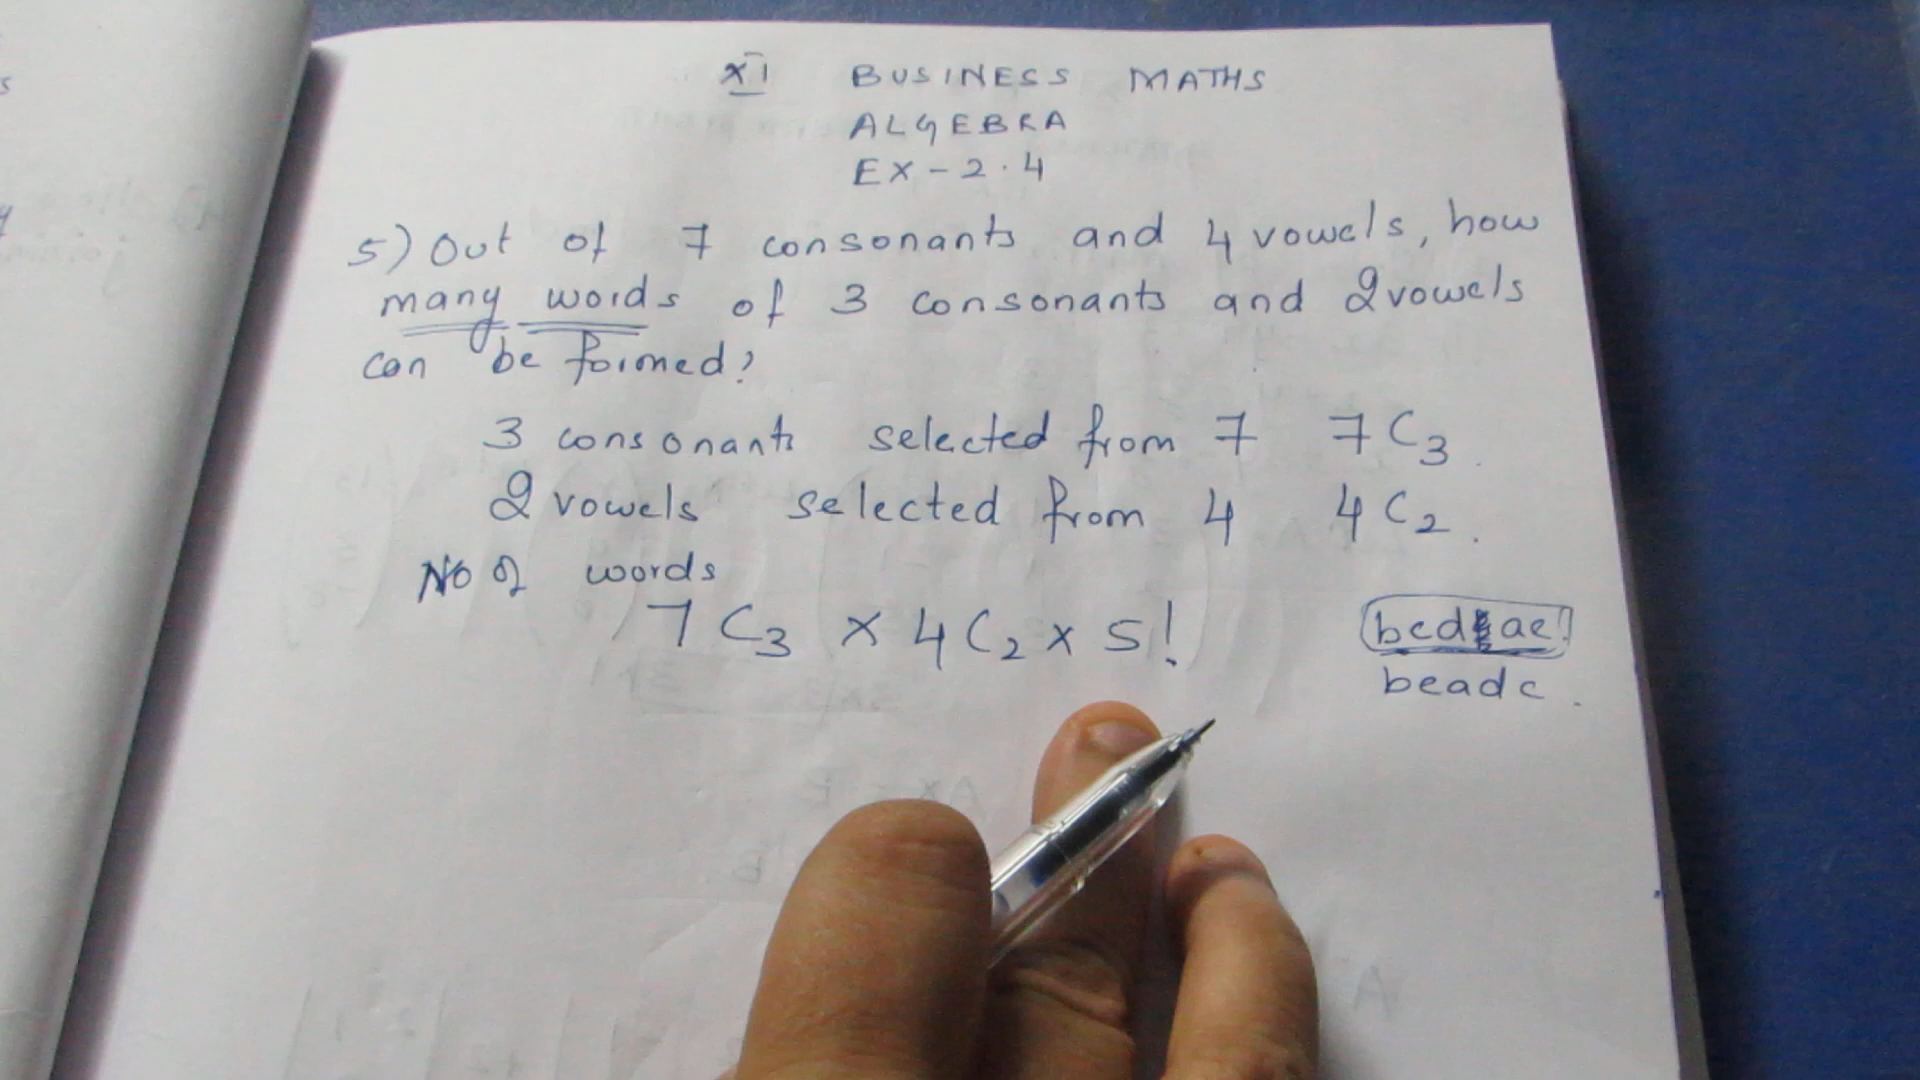 XI BUSINESS MATHS
ALGEBRA
EX - 2.4
5) Out of 7 consonants and 4 vowels, how
many words of 3 consonants and 2 vowels
can be formed?
3 consonants selected from 7 7C3.
2 vowels selected from 4 4C2.
No of words
7C3 x 4C2 x 5!
bcd ae
beadc.